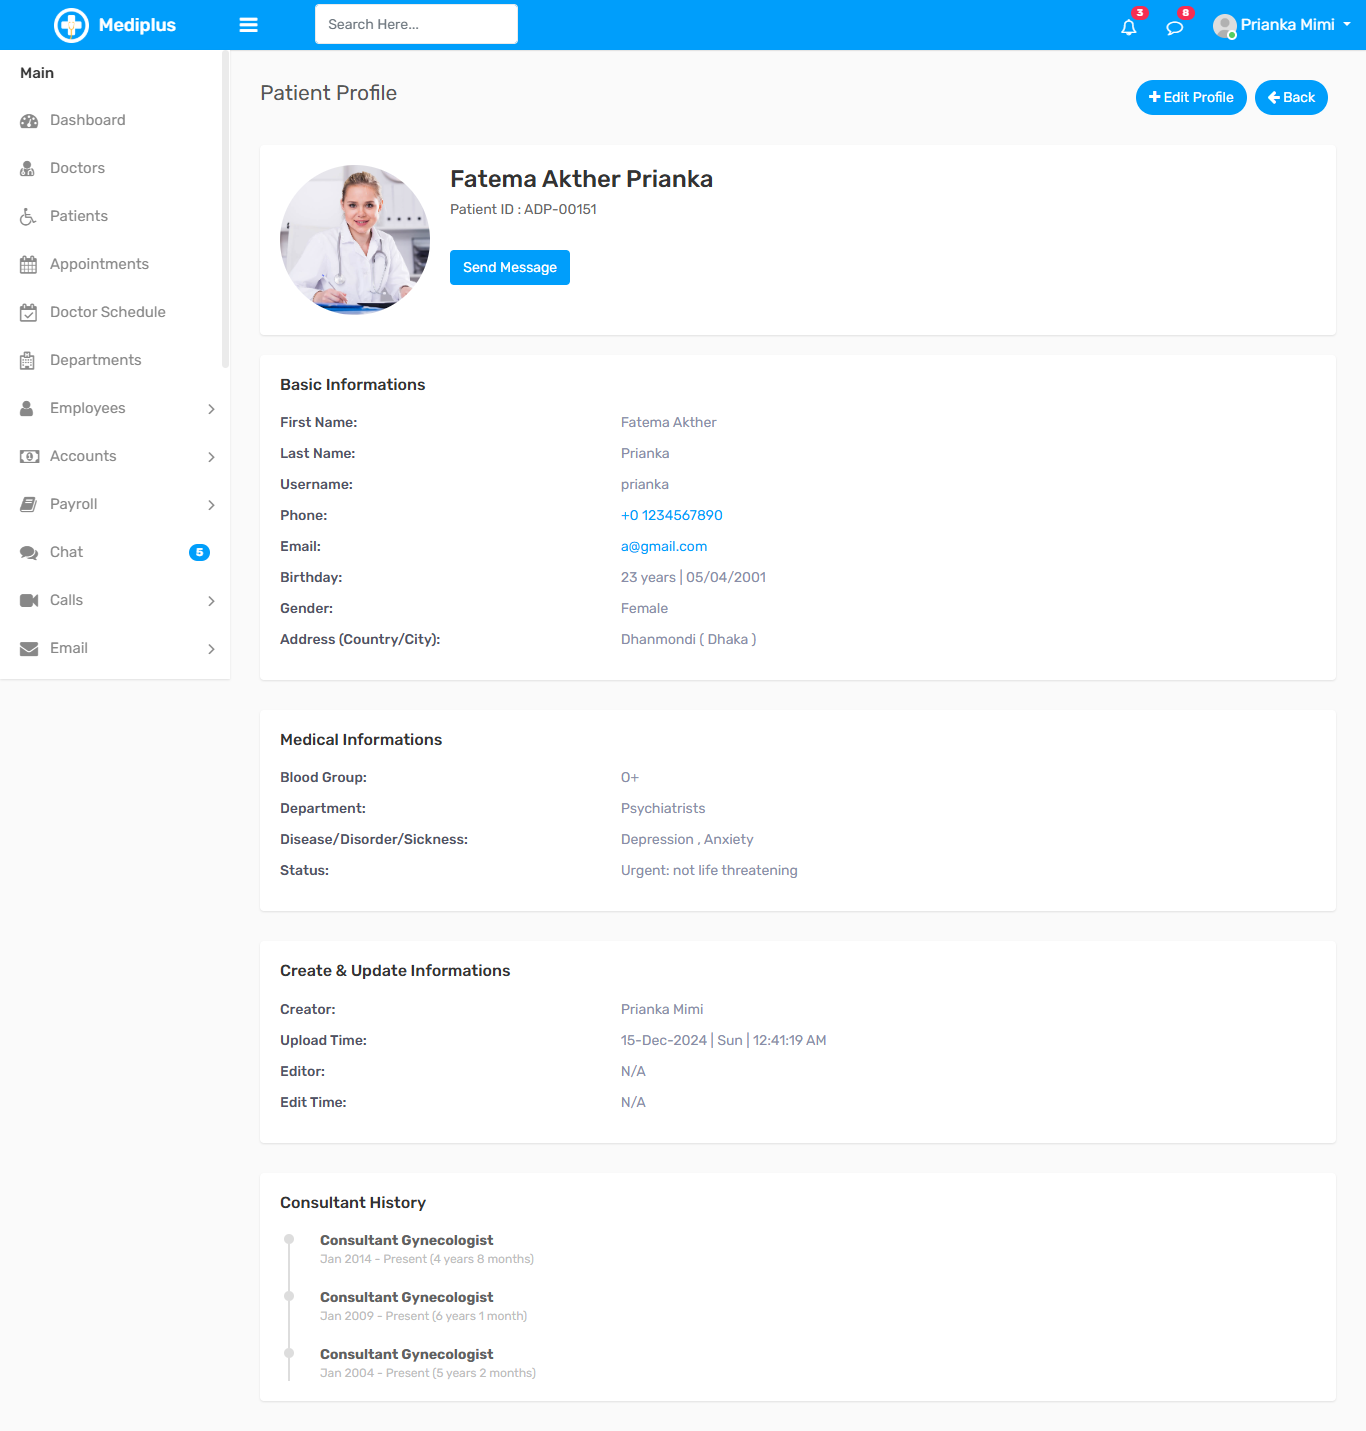 Mediplus
Search Here...
3
8
Prianka Mimi
Main
Dashboard
Doctors
Patients
Appointments
Doctor Schedule
Departments
Employees
Accounts
Payroll
Chat 5
Calls
Email
Patient Profile
Edit Profile
Back
Fatema Akther Prianka
Patient ID : ADP-00151
Send Message
Basic Informations
First Name: Fatema Akther
Last Name: Prianka
Username: prianka
Phone: +0 1234567890
Email: a@gmail.com
Birthday: 23 years | 05/04/2001
Gender: Female
Address (Country/City): Dhanmondi ( Dhaka )
Medical Informations
Blood Group: O+
Department: Psychiatrists
Disease/Disorder/Sickness: Depression , Anxiety
Status: Urgent: not life threatening
Create & Update Informations
Creator: Prianka Mimi
Upload Time: 15-Dec-2024 | Sun | 12:41:19 AM
Editor: N/A
Edit Time: N/A
Consultant History
Consultant Gynecologist
Jan 2014 - Present (4 years 8 months)
Consultant Gynecologist
Jan 2009 - Present (6 years 1 month)
Consultant Gynecologist
Jan 2004 - Present (5 years 2 months)